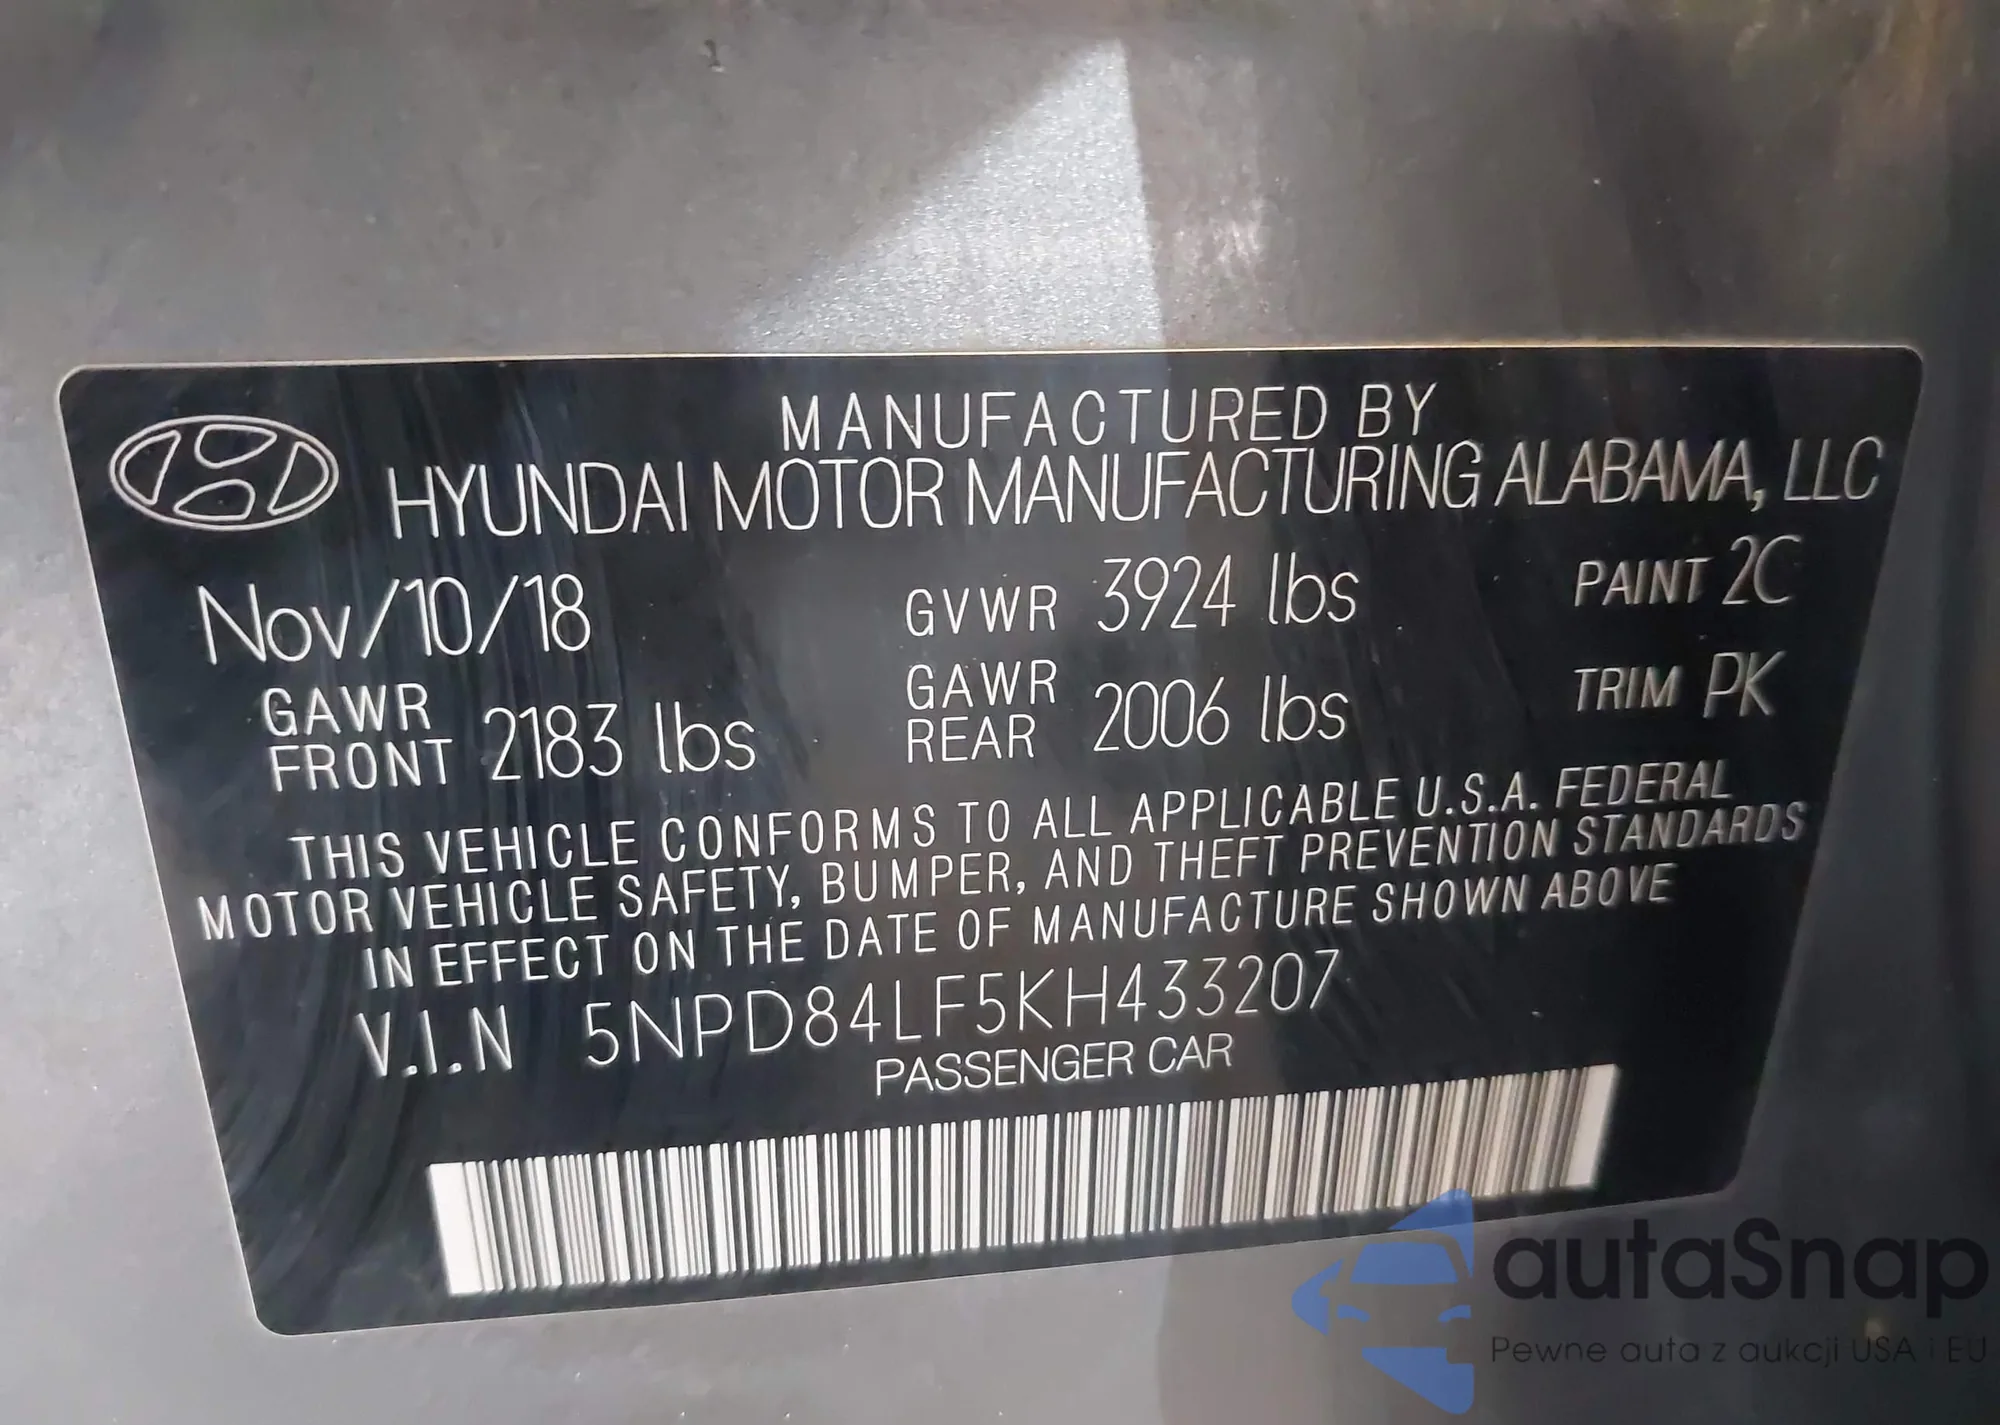 MANUFACTURED BY
HYUNDAI MOTOR MANUFACTURING ALABAMA, LLC
Nov/10/18 GVWR 3924 lbs PAINT 2C
GAWR FRONT 2183 lbs GAWR REAR 2006 lbs TRIM PK
THIS VEHICLE CONFORMS TO ALL APPLICABLE U.S.A. FEDERAL
MOTOR VEHICLE SAFETY, BUMPER, AND THEFT PREVENTION STANDARDS
IN EFFECT ON THE DATE OF MANUFACTURE SHOWN ABOVE
V.I.N 5NPD84LF5KH433207
PASSENGER CAR
autaSnap
Pewne auta z aukcji USA i EU